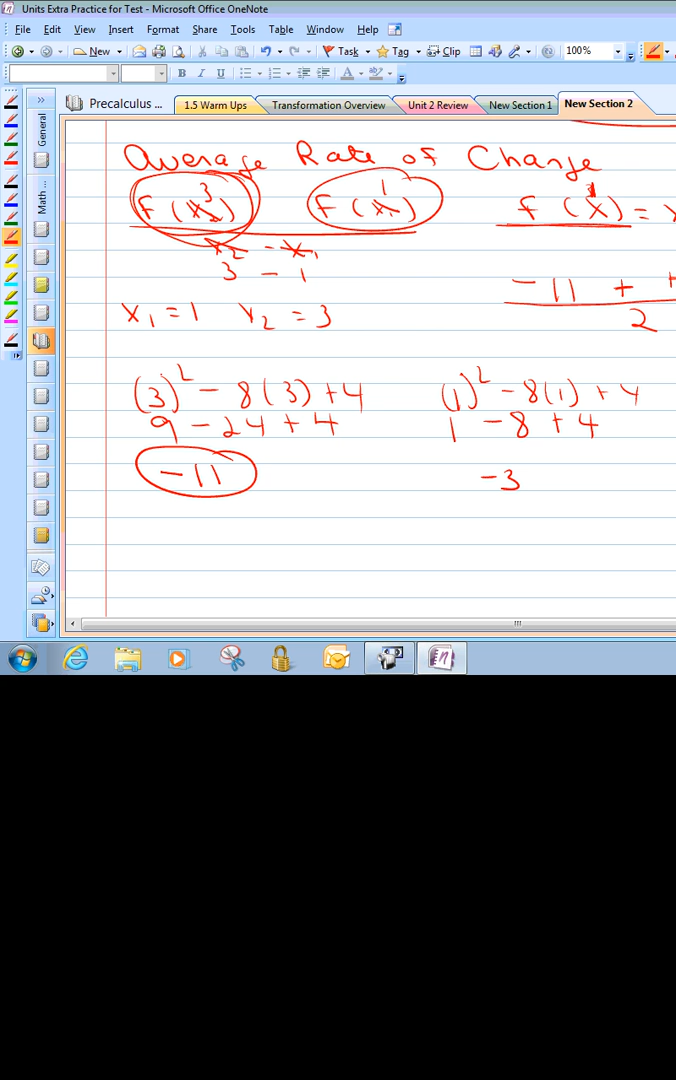 Units Extra Practice for Test - Microsoft Office OneNote
File Edit View Insert Format Share Tools Table Window Help
New Task Tag Clip 100%
B I U A ab
General
Math ...
Precalculus ... 1.5 Warm Ups Transformation Overview Unit 2 Review New Section 1 New Section 2
Average Rate of Change
3 1
f (x₂) f (x₁) f (x) =
x₂ - x₁
3 - 1
-11 + +
2
x₁ = 1 x₂ = 3
(3)² - 8(3) + 4 (1)² - 8(1) + 4
9 - 24 + 4 1 - 8 + 4
-11 -3